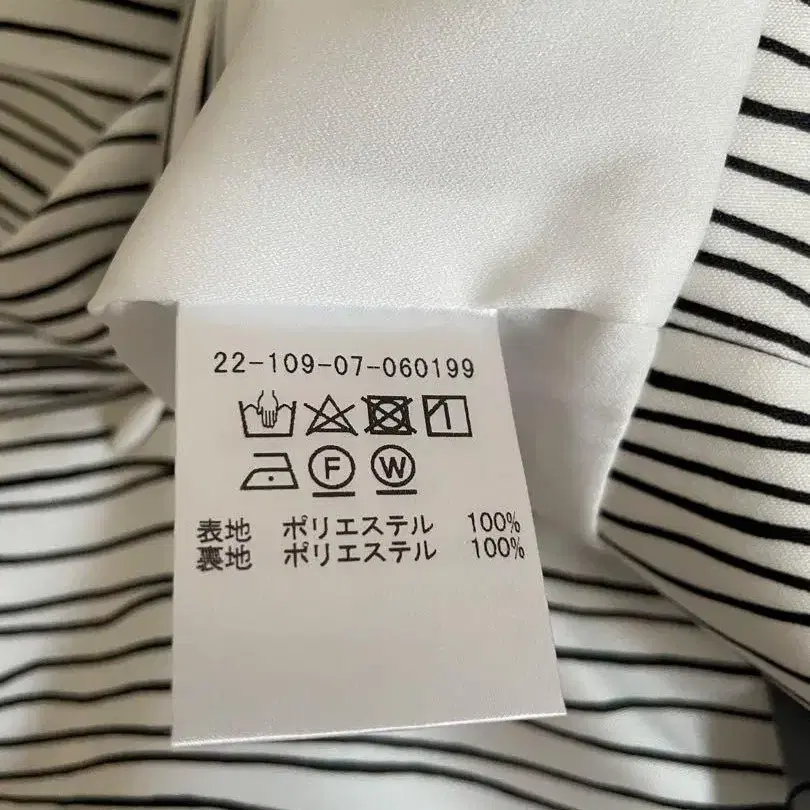 22-109-07-060199
F W
表地 ポリエステル 100%
裏地 ポリエステル 100%